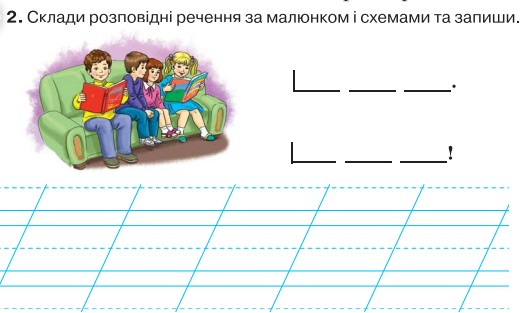 2. Склади розповідні речення за малюнком і схемами та запиши.
.
!